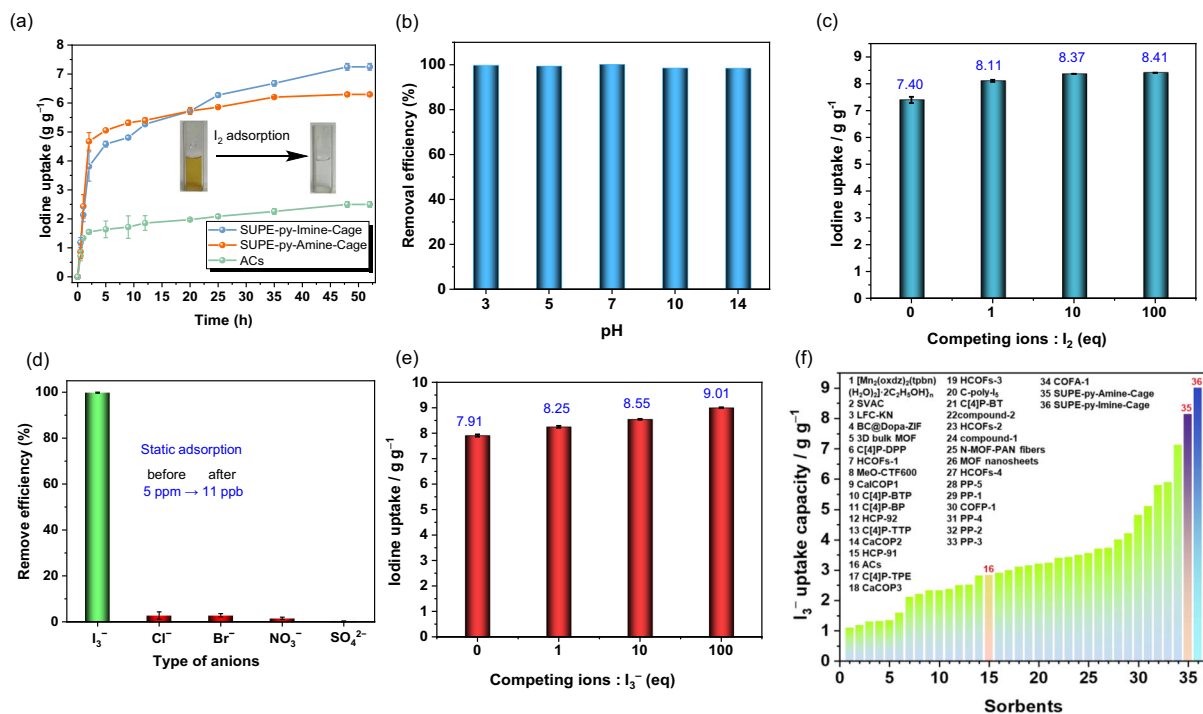 (a)
Iodine uptake (g g⁻¹)
8
7
6
5
4
3
2
1
0
I₂ adsorption
SUPE-py-Imine-Cage
SUPE-py-Amine-Cage
ACs
0 5 10 15 20 25 30 35 40 45 50
Time (h)
(b)
Removal efficiency (%)
100
80
60
40
20
0
3 5 7 10 14
pH
(c)
Iodine uptake / g g⁻¹
9
8
7
6
5
4
3
2
1
0
7.40
8.11
8.37
8.41
0 1 10 100
Competing ions : I₂ (eq)
(d)
Remove efficiency (%)
100
80
60
40
20
0
Static adsorption
before after
5 ppm → 11 ppb
I₃⁻ Cl⁻ Br⁻ NO₃⁻ SO₄²⁻
Type of anions
(e)
Iodine uptake / g g⁻¹
10
9
8
7
6
5
4
3
2
1
0
7.91
8.25
8.55
9.01
0 1 10 100
Competing ions : I₃⁻ (eq)
(f)
I₃⁻ uptake capacity / g g⁻¹
9
8
7
6
5
4
3
2
1
0
1 [Mn₂(oxdz)₂(tpbn)
(H₂O)₂]·2C₂H₅OH}ₙ
2 SVAC
3 LFC-KN
4 BC@Dopa-ZIF
5 3D bulk MOF
6 C[4]P-DPP
7 HCOFs-1
8 MeO-CTF600
9 CalCOP1
10 C[4]P-BTP
11 C[4]P-BP
12 HCP-92
13 C[4]P-TTP
14 CaCOP2
15 HCP-91
16 ACs
17 C[4]P-TPE
18 CaCOP3
19 HCOFs-3
20 C-poly-I₅
21 C[4]P-BT
22compound-2
23 HCOFs-2
24 compound-1
25 N-MOF-PAN fibers
26 MOF nanosheets
27 HCOFs-4
28 PP-5
29 PP-1
30 COFP-1
31 PP-4
32 PP-2
33 PP-3
34 COFA-1
35 SUPE-py-Amine-Cage
36 SUPE-py-Imine-Cage
16
35
36
0 5 10 15 20 25 30 35
Sorbents